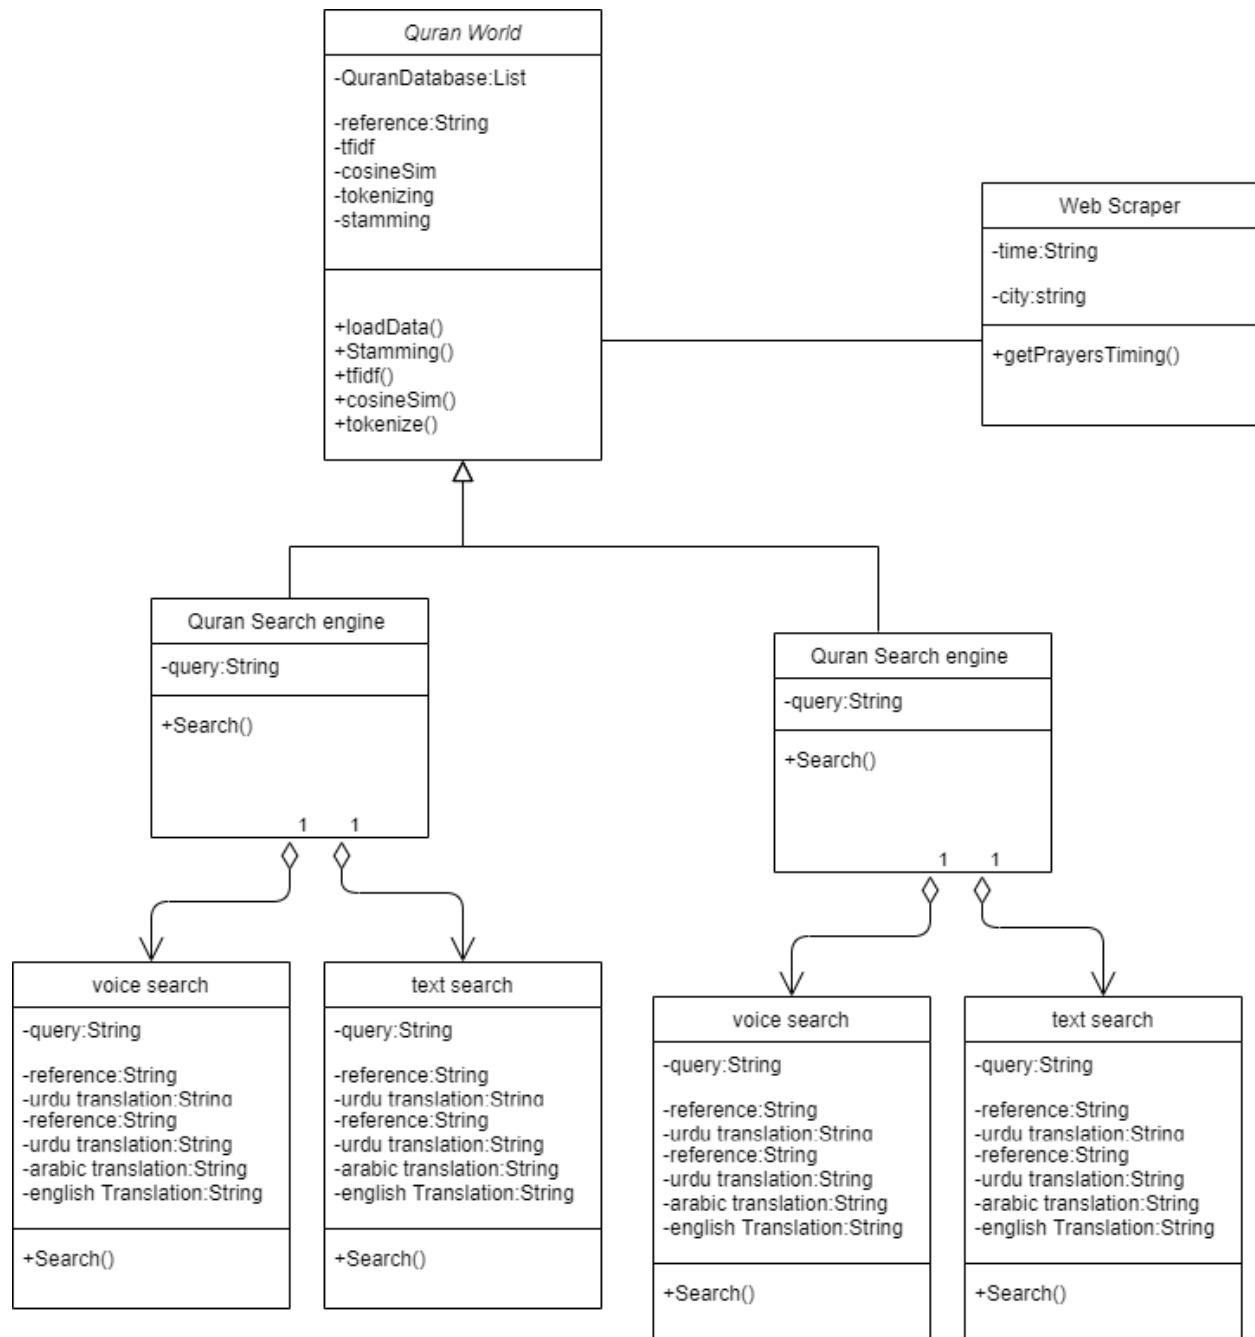 Quran World
-QuranDatabase:List
-reference:String
-tfidf
-cosineSim
-tokenizing
-stamming
+loadData()
+Stamming()
+tfidf()
+cosineSim()
+tokenize()
Web Scraper
-time:String
-city:string
+getPrayersTiming()
Quran Search engine
-query:String
+Search()
1 1
Quran Search engine
-query:String
+Search()
1 1
voice search
-query:String
-reference:String
-urdu translation:String
-reference:String
-urdu translation:String
-arabic translation:String
-english Translation:String
+Search()
text search
-query:String
-reference:String
-urdu translation:String
-reference:String
-urdu translation:String
-arabic translation:String
-english Translation:String
+Search()
voice search
-query:String
-reference:String
-urdu translation:String
-reference:String
-urdu translation:String
-arabic translation:String
-english Translation:String
+Search()
text search
-query:String
-reference:String
-urdu translation:String
-reference:String
-urdu translation:String
-arabic translation:String
-english Translation:String
+Search()